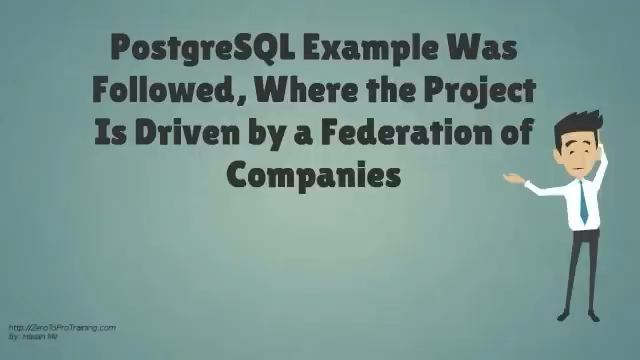 PostgreSQL Example Was
Followed, Where the Project
Is Driven by a Federation of
Companies
http://ZeroToProTraining.com
By: Hasan Mir